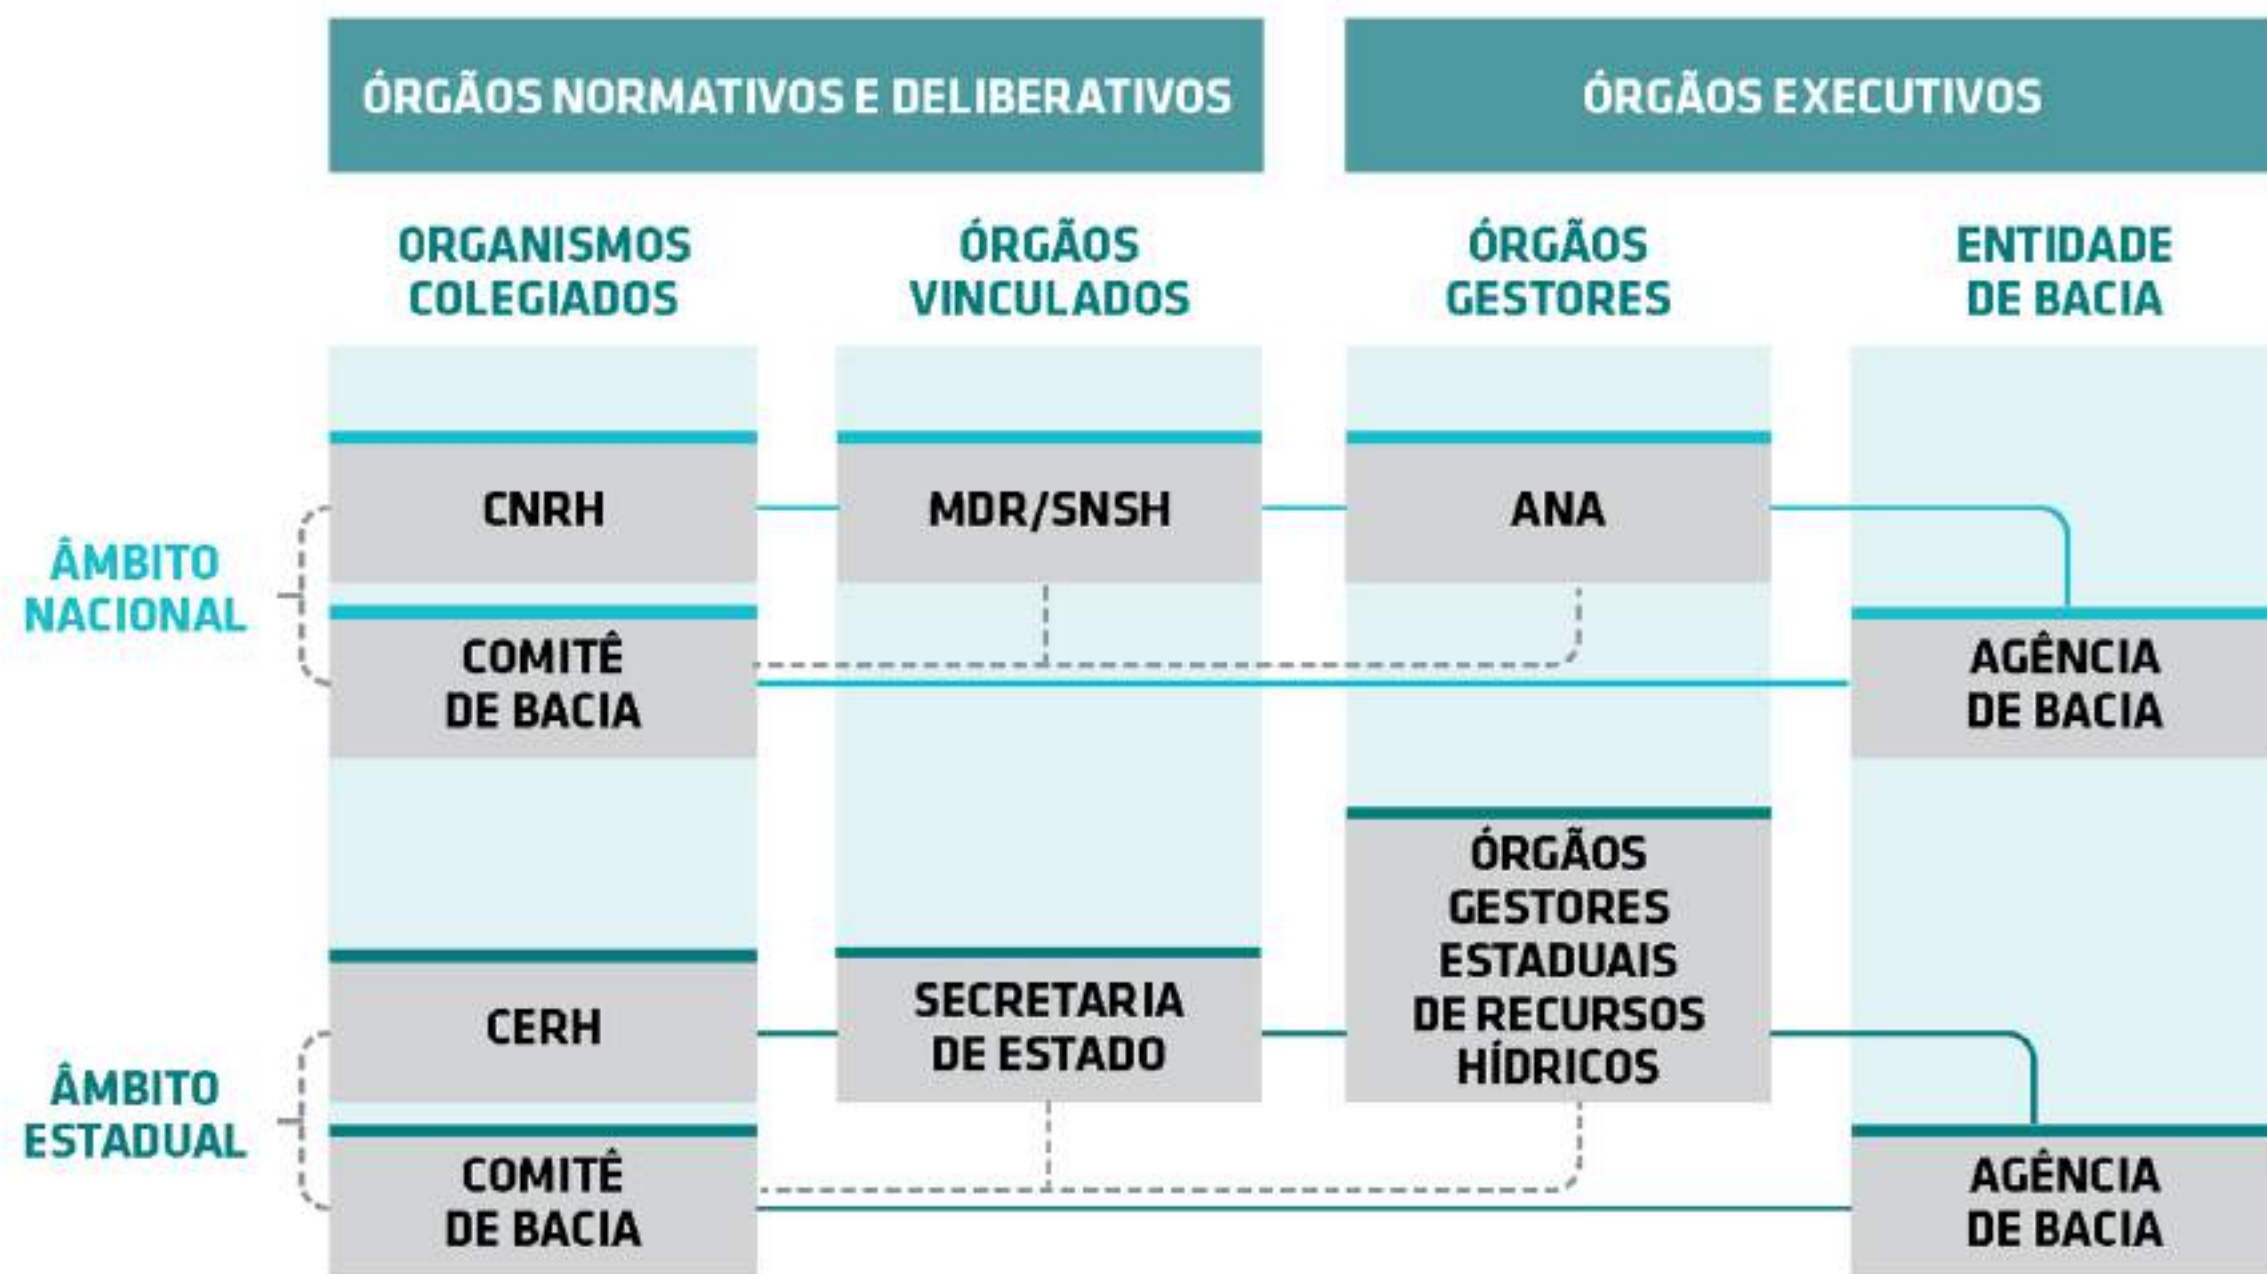 ÓRGÃOS NORMATIVOS E DELIBERATIVOS
ÓRGÃOS EXECUTIVOS
ORGANISMOS
COLEGIADOS
ÓRGÃOS
VINCULADOS
ÓRGÃOS
GESTORES
ENTIDADE
DE BACIA
ÂMBITO
NACIONAL
CNRH
MDR/SNSH
ANA
COMITÊ
DE BACIA
AGÊNCIA
DE BACIA
ÂMBITO
ESTADUAL
CERH
SECRETARIA
DE ESTADO
ÓRGÃOS
GESTORES
ESTADUAIS
DE RECURSOS
HÍDRICOS
COMITÊ
DE BACIA
AGÊNCIA
DE BACIA